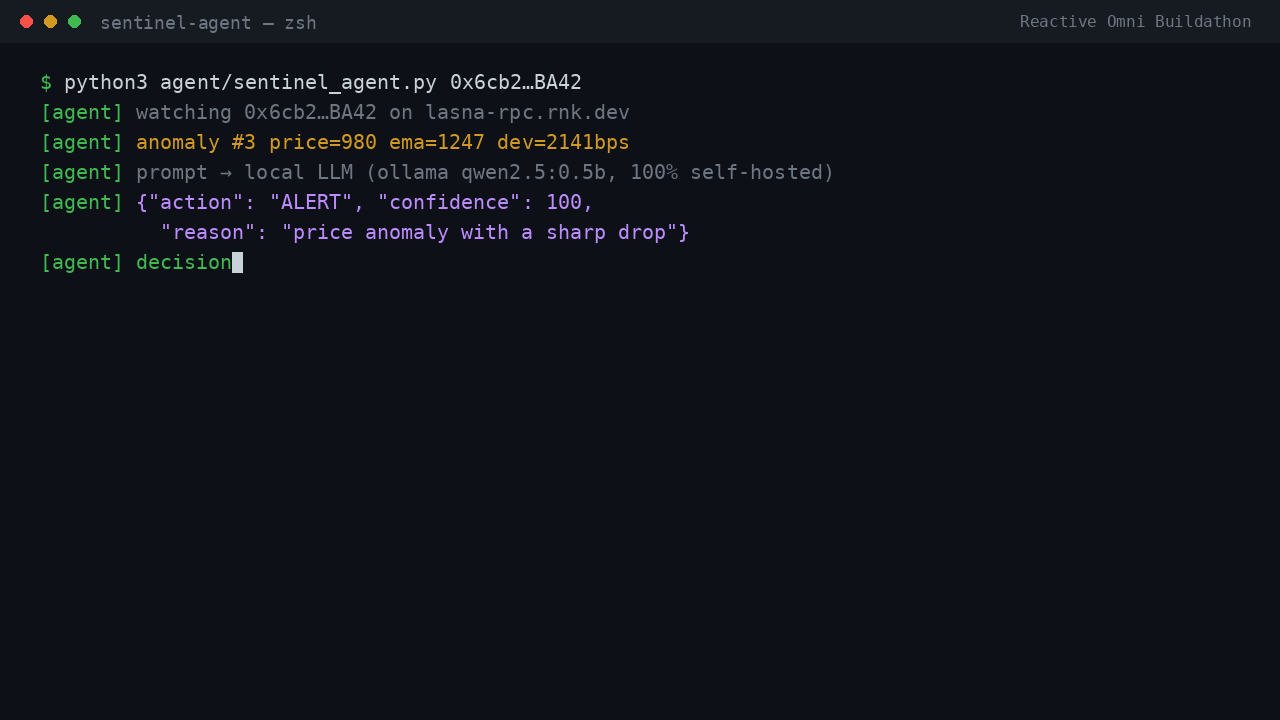 sentinel-agent — zsh
Reactive Omni Buildathon
$ python3 agent/sentinel_agent.py 0x6cb2…BA42
[agent] watching 0x6cb2…BA42 on lasna-rpc.rnk.dev
[agent] anomaly #3 price=980 ema=1247 dev=2141bps
[agent] prompt → local LLM (ollama qwen2.5:0.5b, 100% self-hosted)
[agent] {"action": "ALERT", "confidence": 100,
"reason": "price anomaly with a sharp drop"}
[agent] decision